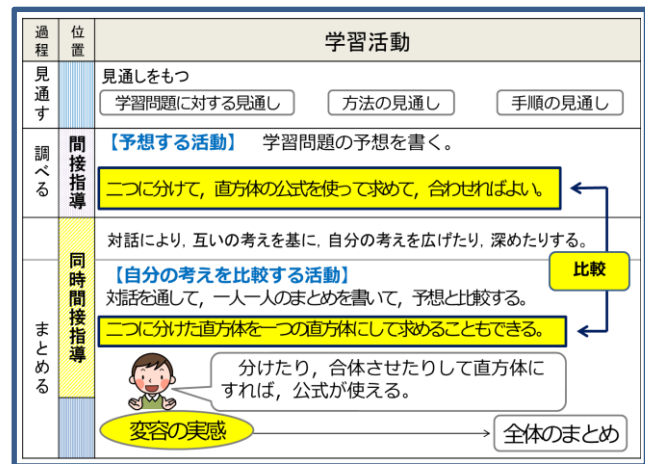 過程
位置
学習活動
見通す
見通しをもつ
学習問題に対する見通し
方法の見通し
手順の見通し
調べる
間接指導
【予想する活動】　学習問題の予想を書く。
二つに分けて，直方体の公式を使って求めて，合わせればよい。
対話により，互いの考えを基に，自分の考えを広げたり，深めたりする。
比較
まとめる
同時間接指導
【自分の考えを比較する活動】
対話を通して，一人一人のまとめを書いて，予想と比較する。
二つに分けた直方体を一つの直方体にして求めることもできる。
分けたり，合体させたりして直方体に
すれば，公式が使える。
変容の実感
全体のまとめ